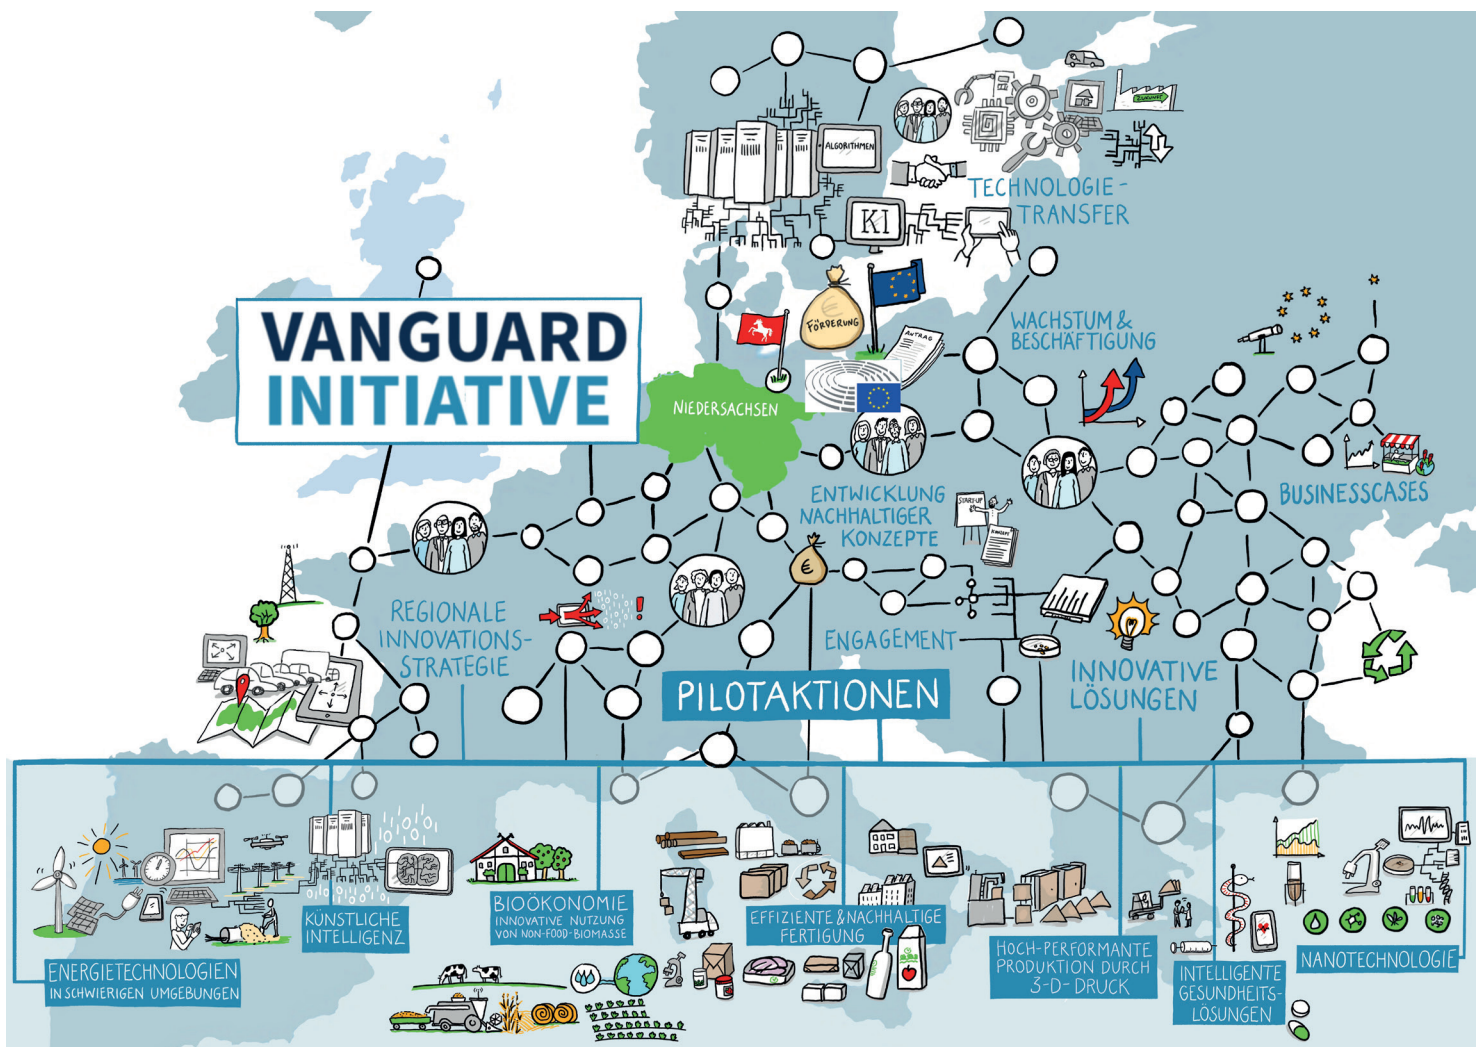 ZUKUNFT
ALGORITHMEN
TECHNOLOGIE-
TRANSFER
KI
VANGUARD
INITIATIVE
€
FÖRDERUNG
ANTRAG
WACHSTUM &
BESCHÄFTIGUNG
NIEDERSACHSEN
BUSINESSCASES
ENTWICKLUNG
NACHHALTIGER
KONZEPTE
START-UP
KONZEPT
€
REGIONALE
INNOVATIONS-
STRATEGIE
!
ENGAGEMENT
INNOVATIVE
LÖSUNGEN
PILOTAKTIONEN
ENERGIETECHNOLOGIEN
IN SCHWIERIGEN UMGEBUNGEN
KÜNSTLICHE
INTELLIGENZ
BIOÖKONOMIE
INNOVATIVE NUTZUNG
VON NON-FOOD-BIOMASSE
EFFIZIENTE & NACHHALTIGE
FERTIGUNG
HOCH-PERFORMANTE
PRODUKTION DURCH
3-D-DRUCK
INTELLIGENTE
GESUNDHEITS-
LÖSUNGEN
NANOTECHNOLOGIE